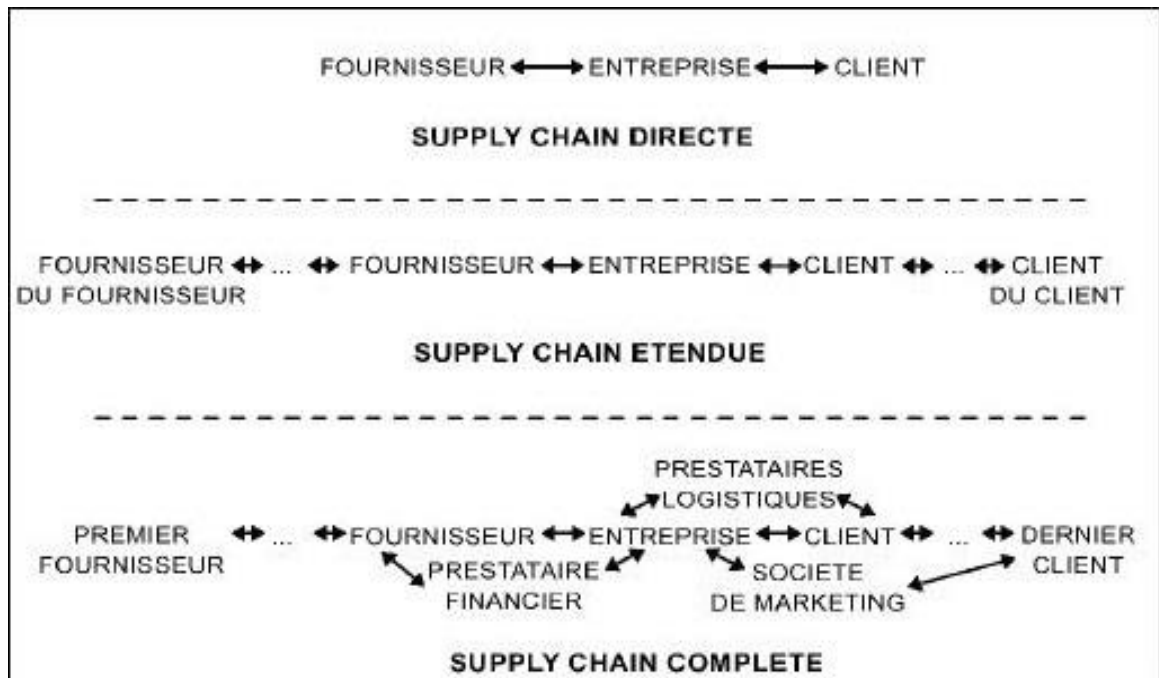 FOURNISSEUR ENTREPRISE CLIENT
SUPPLY CHAIN DIRECTE
FOURNISSEUR ... FOURNISSEUR ENTREPRISE CLIENT ... CLIENT
DU FOURNISSEUR DU CLIENT
SUPPLY CHAIN ETENDUE
PRESTATAIRES
LOGISTIQUES
PREMIER ... FOURNISSEUR ENTREPRISE CLIENT ... DERNIER
FOURNISSEUR PRESTATAIRE SOCIETE CLIENT
FINANCIER DE MARKETING
SUPPLY CHAIN COMPLETE